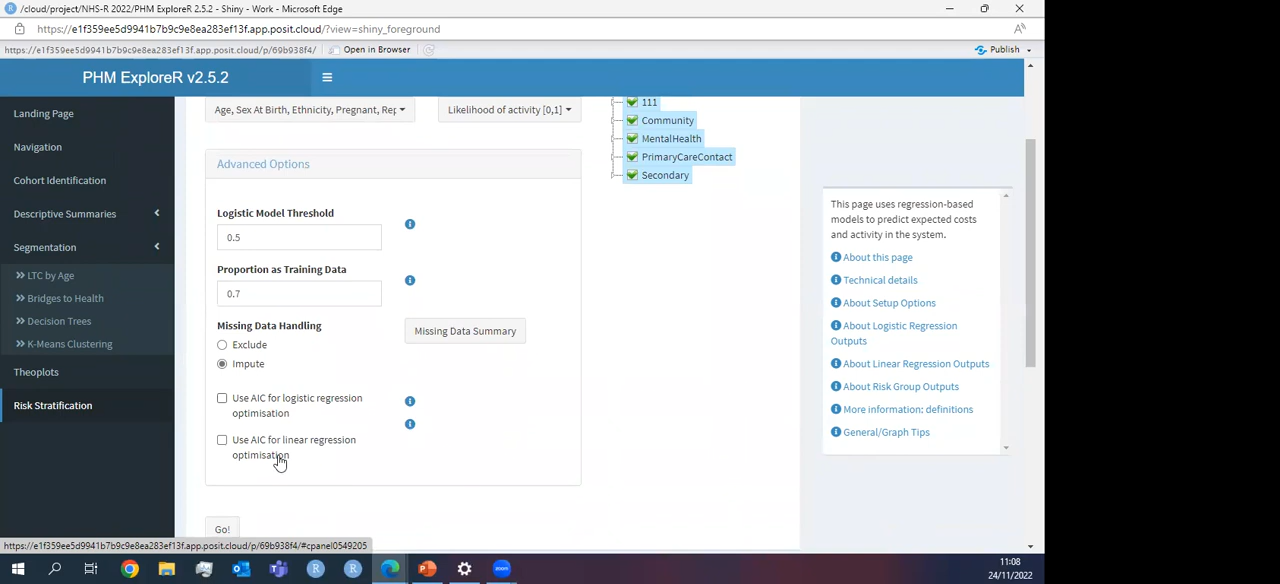 /cloud/project/NHS-R 2022/PHM ExploreR 2.5.2 - Shiny - Work - Microsoft Edge
https://e1f359ee5d9941b7b9c9e8ea283ef13f.app.posit.cloud/?view=shiny_foreground
https://e1f359ee5d9941b7b9c9e8ea283ef13f.app.posit.cloud/p/69b938f4/
Open in Browser
Publish
PHM ExploreR v2.5.2
Landing Page
Navigation
Cohort Identification
Descriptive Summaries
Segmentation
LTC by Age
Bridges to Health
Decision Trees
K-Means Clustering
Theoplots
Risk Stratification
Age, Sex At Birth, Ethnicity, Pregnant, Rep
Likelihood of activity [0,1]
111
Community
MentalHealth
PrimaryCareContact
Secondary
Advanced Options
Logistic Model Threshold
0.5
Proportion as Training Data
0.7
Missing Data Handling
Exclude
Impute
Missing Data Summary
Use AIC for logistic regression
optimisation
Use AIC for linear regression
optimisation
Go!
This page uses regression-based
models to predict expected costs
and activity in the system.
About this page
Technical details
About Setup Options
About Logistic Regression
Outputs
About Linear Regression Outputs
About Risk Group Outputs
More information: definitions
General/Graph Tips
https://e1f359ee5d9941b7b9c9e8ea283ef13f.app.posit.cloud/p/69b938f4/#cpanel0549205
zoom
11:08
24/11/2022